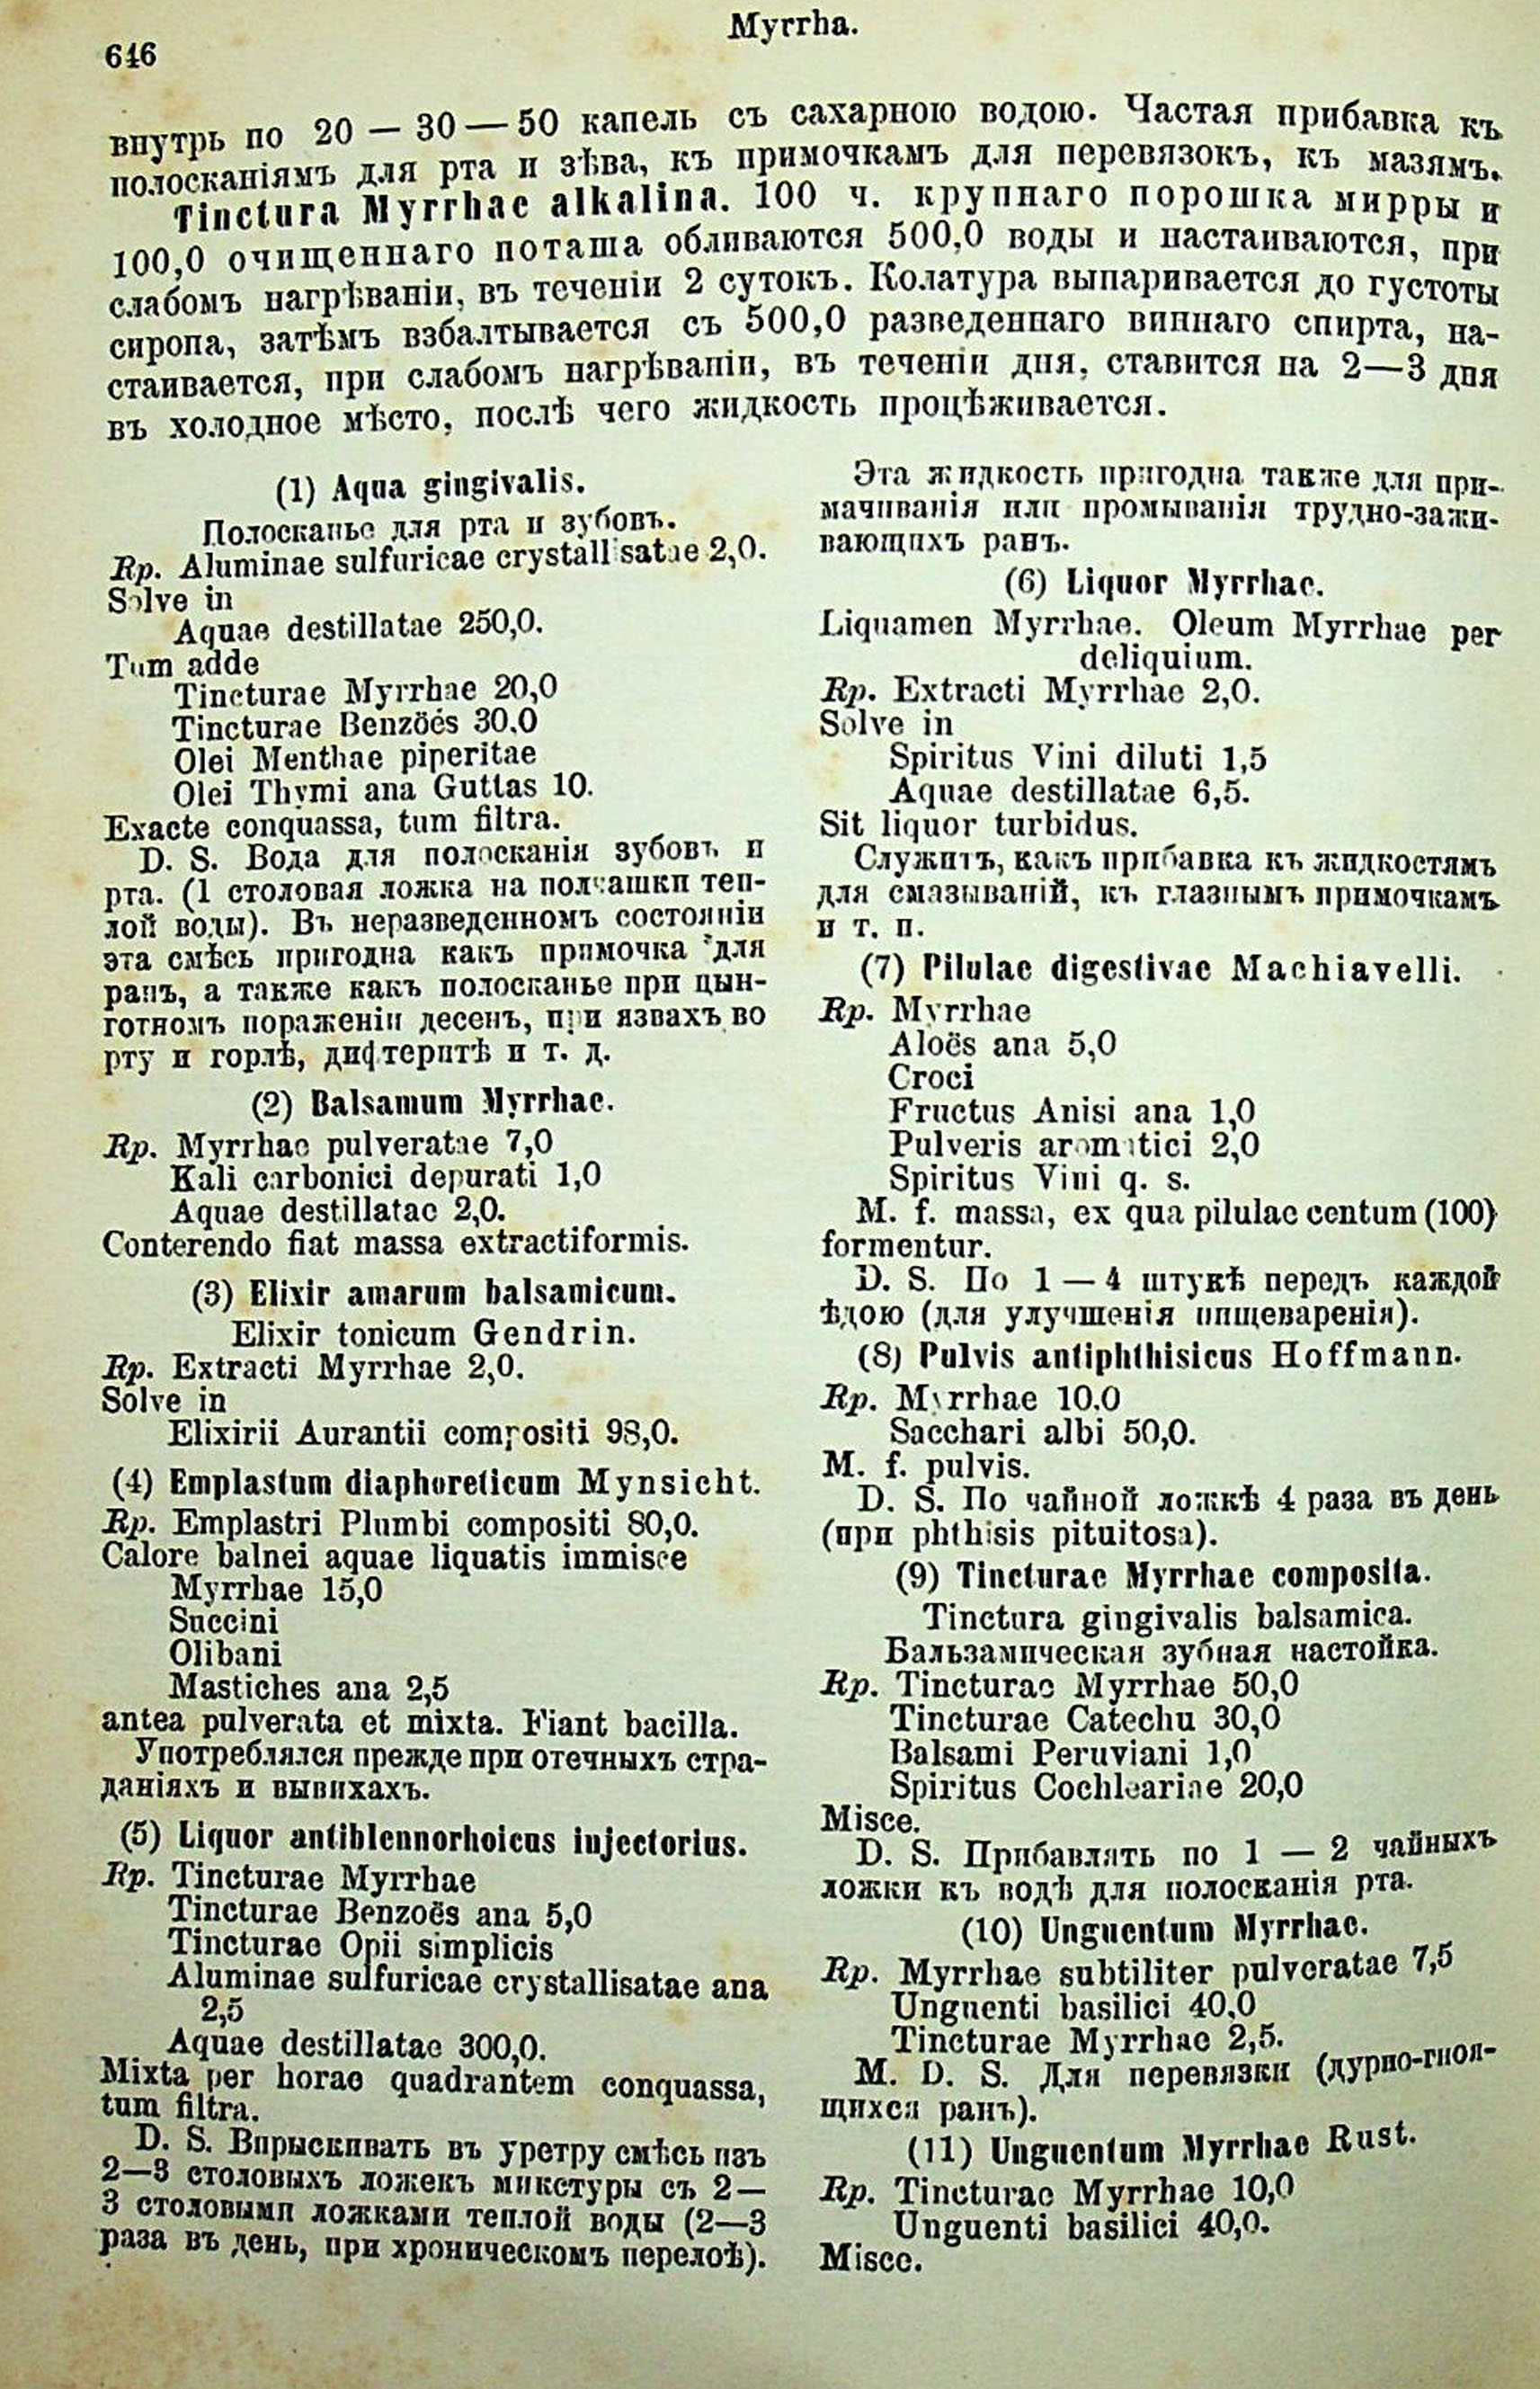 Myrrha.
646
внутрь по 20 — 30 — 50 капель съ сахарною водою. Частая прибавка къ
полосканіямъ для рта и зѣва, къ примочкамъ для перевязокъ, къ мазямъ.
Tinctura Myrrhae alkalina. 100 ч. крупнаго порошка мирры и
100,0 очищеннаго поташа обливаются 500,0 воды и настаиваются, при
слабомъ нагрѣваніи, въ теченіи 2 сутокъ. Колатура выпаривается до густоты
сиропа, затѣмъ взбалтывается съ 500,0 разведеннаго виннаго спирта, на-
стаивается, при слабомъ нагрѣваніи, въ теченіи дня, ставится на 2—3 дня
въ холодное мѣсто, послѣ чего жидкость процѣживается.
(1) Aqua gingivalis.
Полосканье для рта и зубовъ.
Rp. Aluminae sulfuricae crystallisatae 2,0.
Solve in
Aquae destillatae 250,0.
Tum adde
Tincturae Myrrhae 20,0
Tincturae Benzöés 30,0
Olei Menthae piperitae
Olei Thymi ana Guttas 10.
Exacte conquassa, tum filtra.
D. S. Вода для полосканія зубовъ и
рта. (1 столовая ложка на полчашки теп-
лой воды). Въ неразведенномъ состояніи
эта смѣсь пригодна какъ примочка для
ранъ, а также какъ полосканье при цын-
готномъ пораженіи десенъ, при язвахъ во
рту и горлѣ, дифтеритѣ и т. д.
(2) Balsamum Myrrhae.
Rp. Myrrhae pulveratae 7,0
Kali carbonici depurati 1,0
Aquae destillatae 2,0.
Conterendo fiat massa extractiformis.
(3) Elixir amarum balsamicum.
Elixir tonicum Gendrin.
Rp. Extracti Myrrhae 2,0.
Solve in
Elixirii Aurantii compositi 98,0.
(4) Emplastum diaphoreticum Mynsicht.
Rp. Emplastri Plumbi compositi 80,0.
Calore balnei aquae liquatis immisce
Myrrhae 15,0
Succini
Olibani
Mastiches ana 2,5
antea pulverata et mixta. Fiant bacilla.
Употреблялся прежде при отечныхъ стра-
даніяхъ и вывихахъ.
(5) Liquor antiblennorhoicus injectorius.
Rp. Tincturae Myrrhae
Tincturae Benzoës ana 5,0
Tincturae Opii simplicis
Aluminae sulfuricae crystallisatae ana
2,5
Aquae destillatae 300,0.
Mixta per horae quadrantem conquassa,
tum filtra.
D. S. Впрыскивать въ уретру смѣсь изъ
2—3 столовыхъ ложекъ микстуры съ 2—
3 столовыми ложками теплой воды (2—3
раза въ день, при хроническомъ перелоѣ).
Эта жидкость пригодна также для при-
мачиванія или промыванія трудно-зажи-
вающихъ ранъ.
(6) Liquor Myrrhae.
Liquamen Myrrhae. Oleum Myrrhae per
deliquium.
Rp. Extracti Myrrhae 2,0.
Solve in
Spiritus Vini diluti 1,5
Aquae destillatae 6,5.
Sit liquor turbidus.
Служитъ, какъ прибавка къ жидкостямъ
для смазываній, къ глазнымъ примочкамъ
и т. п.
(7) Pilulae digestivae Machiavelli.
Rp. Myrrhae
Aloës ana 5,0
Croci
Fructus Anisi ana 1,0
Pulveris aromatici 2,0
Spiritus Vini q. s.
M. f. massa, ex qua pilulae centum (100)
formentur.
D. S. По 1 — 4 штукѣ передъ каждой
ѣдою (для улучшенія пищеваренія).
(8) Pulvis antiphthisicus Hoffmann.
Rp. Myrrhae 10,0
Sacchari albi 50,0.
M. f. pulvis.
D. S. По чайной ложкѣ 4 раза въ день
(при phthisis pituitosa).
(9) Tincturae Myrrhae composita.
Tinctura gingivalis balsamica.
Бальзамическая зубная настойка.
Rp. Tincturae Myrrhae 50,0
Tincturae Catechu 30,0
Balsami Peruviani 1,0
Spiritus Cochleariae 20,0
Misce.
D. S. Прибавлять по 1 — 2 чайныхъ
ложки къ водѣ для полосканія рта.
(10) Unguentum Myrrhae.
Rp. Myrrhae subtiliter pulveratae 7,5
Unguenti basilici 40,0
Tincturae Myrrhae 2,5.
M. D. S. Для перевязки (дурно-гноя-
щихся ранъ).
(11) Unguentum Myrrhae Rust.
Rp. Tincturae Myrrhae 10,0
Unguenti basilici 40,0.
Misce.